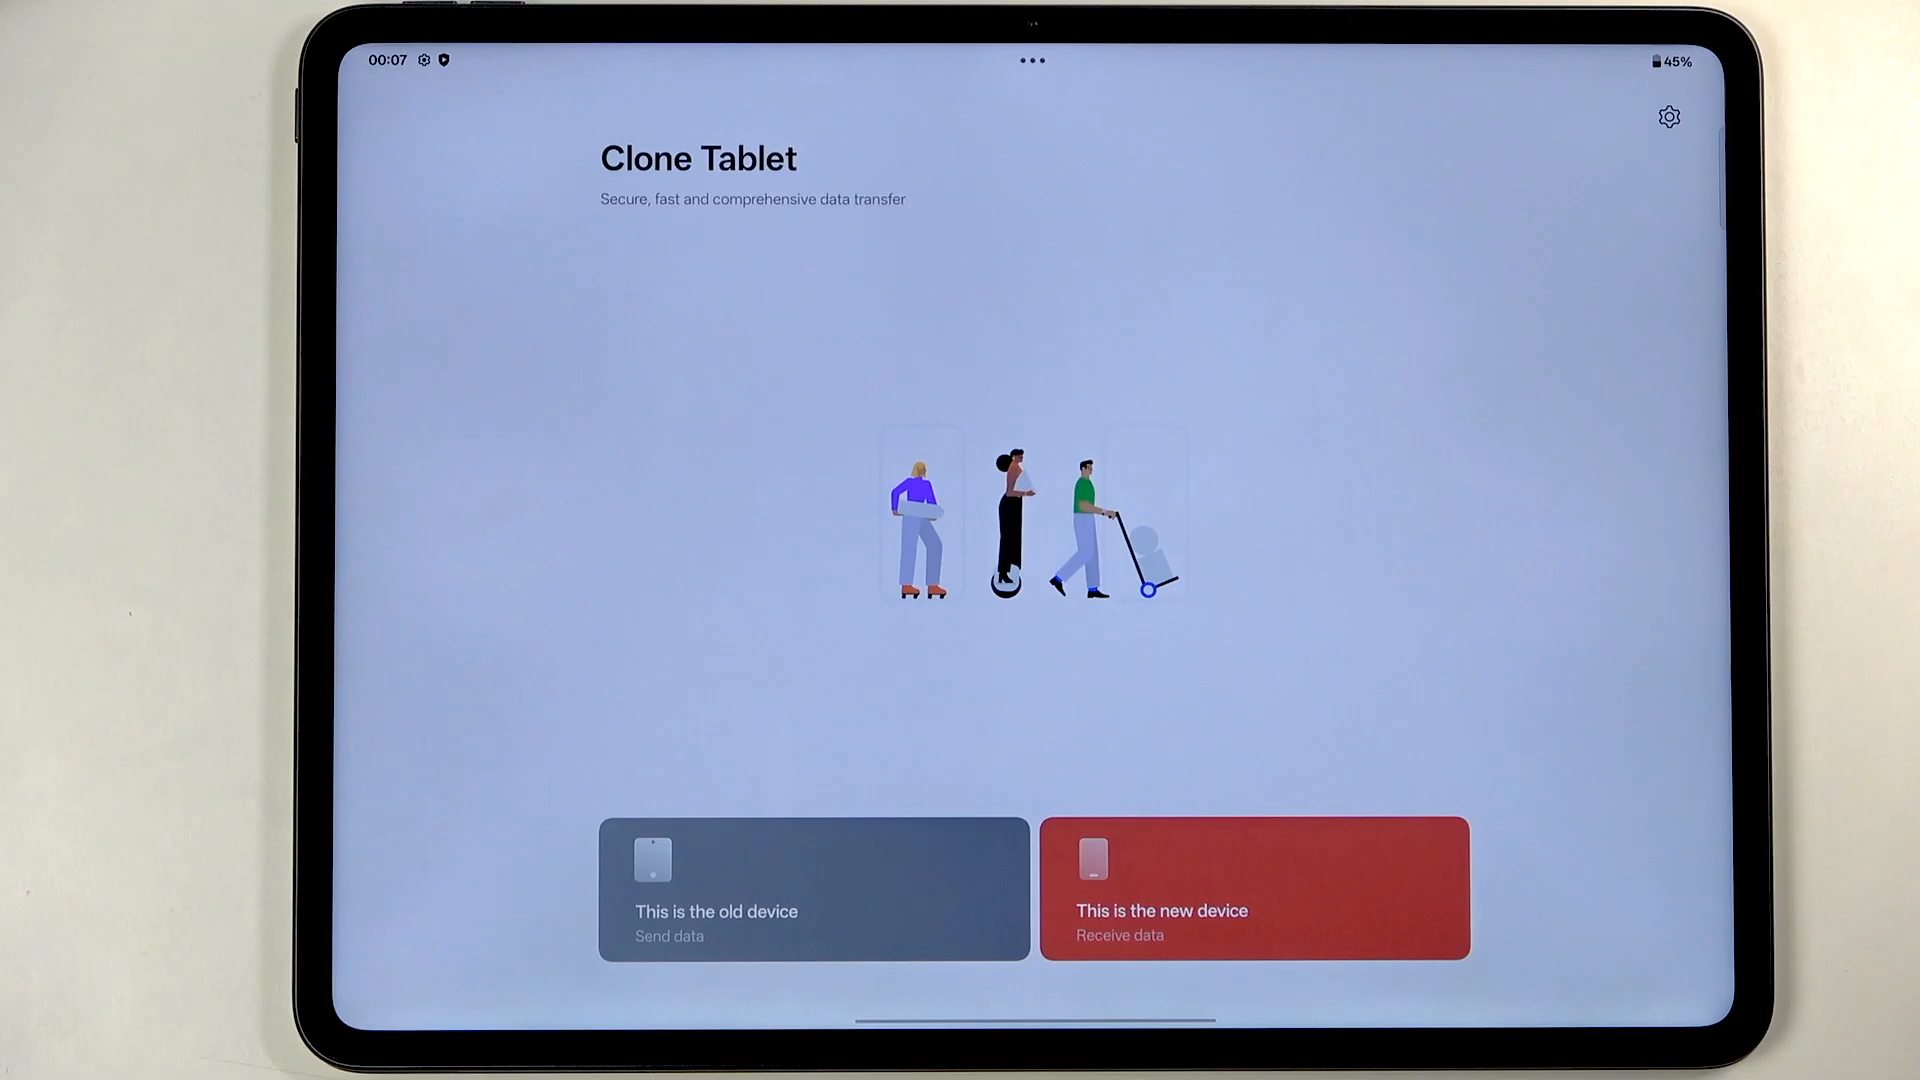 00:07
45%
Clone Tablet
Secure, fast and comprehensive data transfer
This is the old device
Send data
This is the new device
Receive data